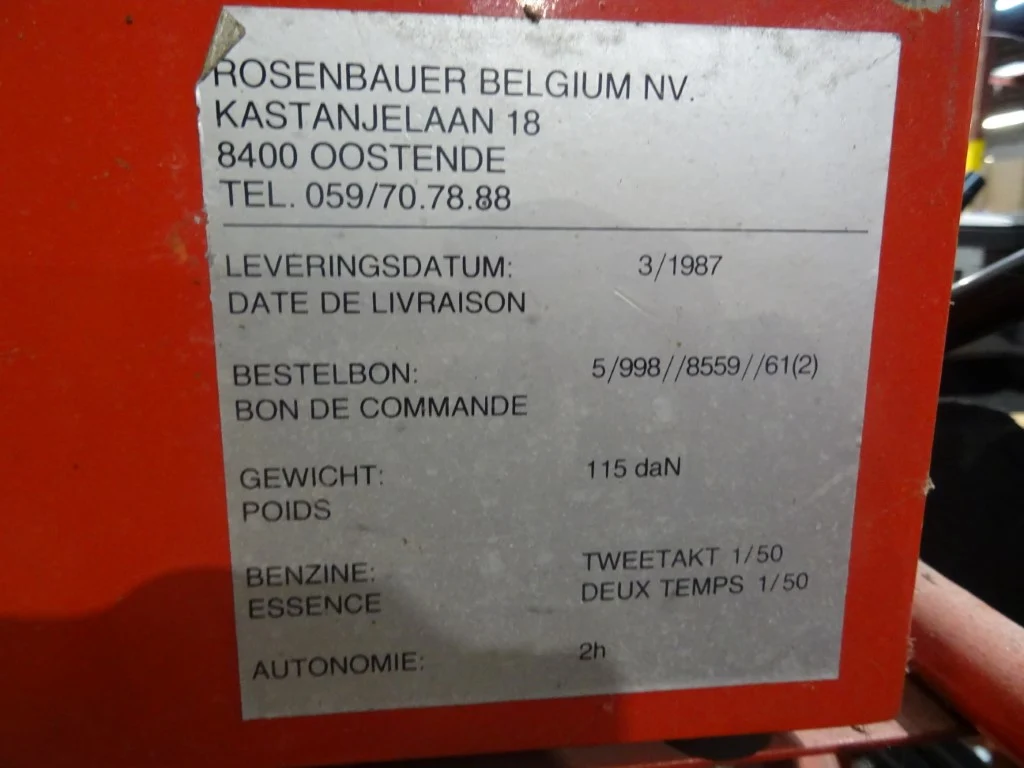 ROSENBAUER BELGIUM NV.
KASTANJELAAN 18
8400 OOSTENDE
TEL. 059/70.78.88
LEVERINGSDATUM: 3/1987
DATE DE LIVRAISON
BESTELBON: 5/998//8559//61(2)
BON DE COMMANDE
GEWICHT: 115 daN
POIDS
BENZINE: TWEETAKT 1/50
ESSENCE DEUX TEMPS 1/50
AUTONOMIE: 2h